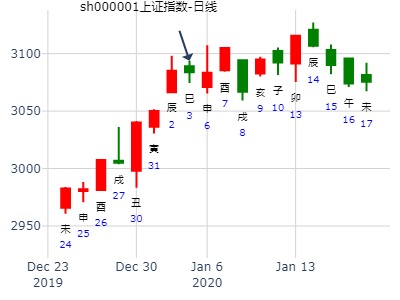 sh000001上证指数-日线
3100
3050
3000
2950
未
24
申
25
酉
26
戌
27
丑
30
寅
31
辰
2
巳
3
申
6
酉
7
戌
8
亥
9
子
10
卯
13
辰
14
巳
15
午
16
未
17
Dec 23
2019
Dec 30
Jan 6
2020
Jan 13